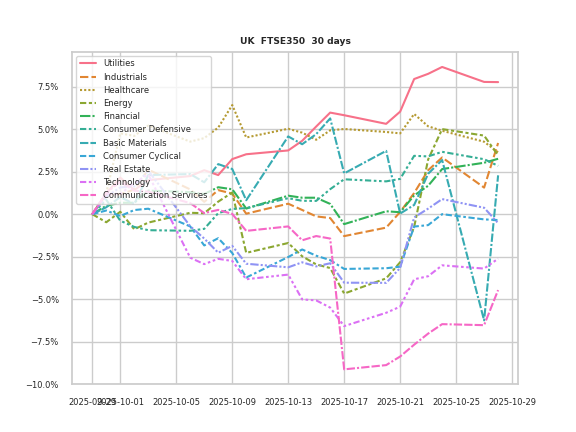 UK  FTSE350  30 days
7.5%
5.0%
2.5%
0.0%
−2.5%
−5.0%
−7.5%
−10.0%
Utilities
Industrials
Healthcare
Energy
Financial
Consumer Defensive
Basic Materials
Consumer Cyclical
Real Estate
Technology
Communication Services
2025-09-29 2025-10-01 2025-10-05 2025-10-09 2025-10-13 2025-10-17 2025-10-21 2025-10-25 2025-10-29